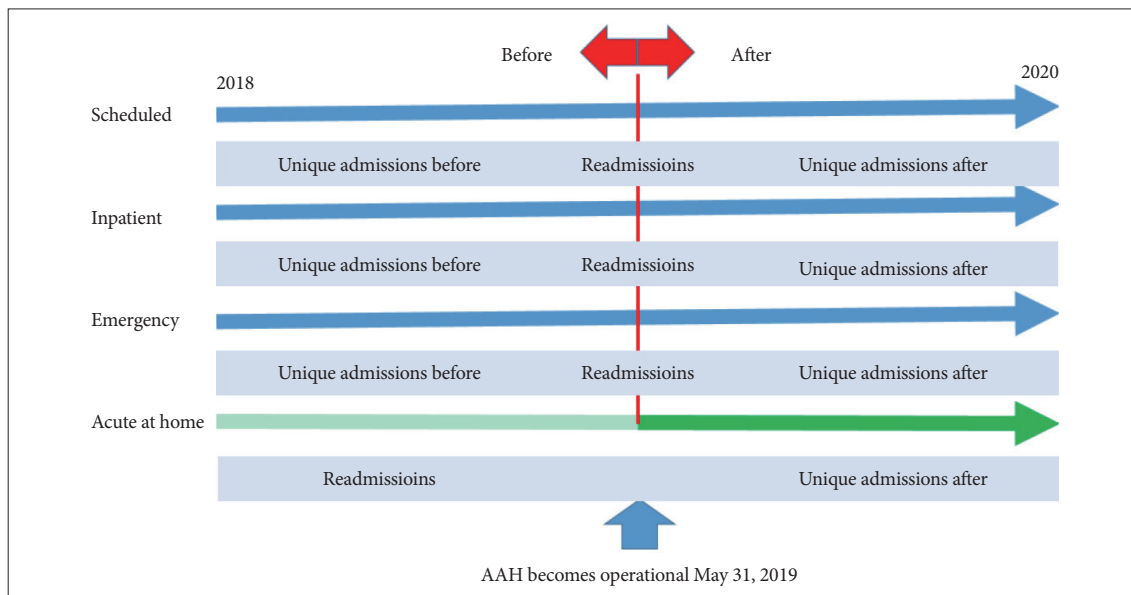 Before After
2018 2020
Scheduled
Unique admissions before Readmissioins Unique admissions after
Inpatient
Unique admissions before Readmissioins Unique admissions after
Emergency
Unique admissions before Readmissioins Unique admissions after
Acute at home
Readmissioins Unique admissions after
AAH becomes operational May 31, 2019